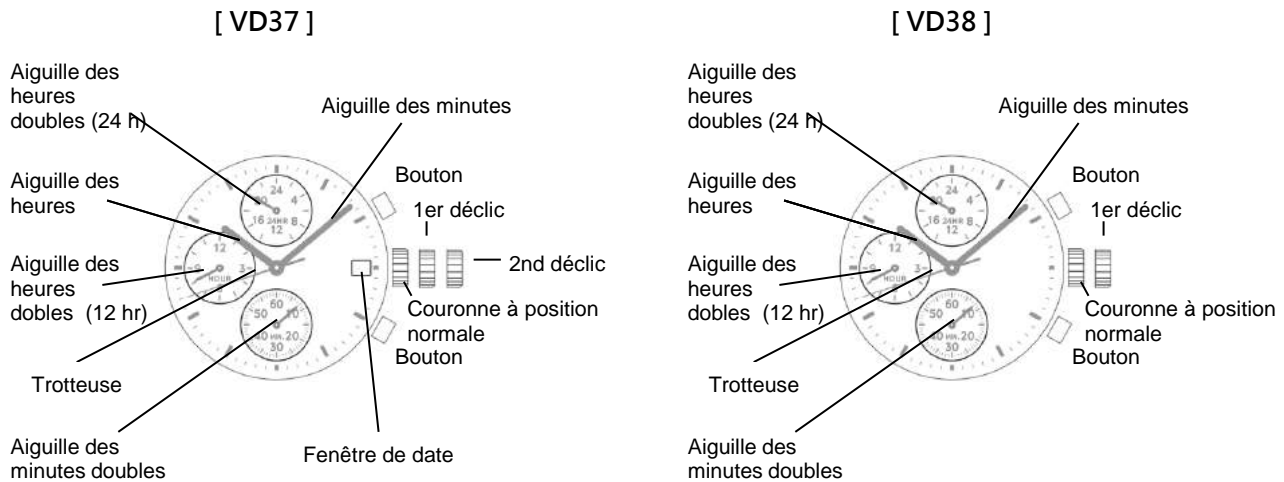 [ VD37 ]
Aiguille des
heures
doubles (24 h)
Aiguille des minutes
Aiguille des
heures
Bouton
1er déclic
2nd déclic
Aiguille des
heures
dobles (12 hr)
Couronne à position
normale
Bouton
Trotteuse
Aiguille des
minutes doubles
Fenêtre de date
24
4
16 24HR 8
12
12
3
HOUR
60
50 10
40 MIN. 20
30
[ VD38 ]
Aiguille des
heures
doubles (24 h)
Aiguille des minutes
Aiguille des
heures
Bouton
1er déclic
Aiguille des
heures
dobles (12 hr)
Couronne à position
normale
Bouton
Trotteuse
Aiguille des
minutes doubles
24
4
16 24HR 8
12
12
3
HOUR
60
50 10
40 MIN. 20
30